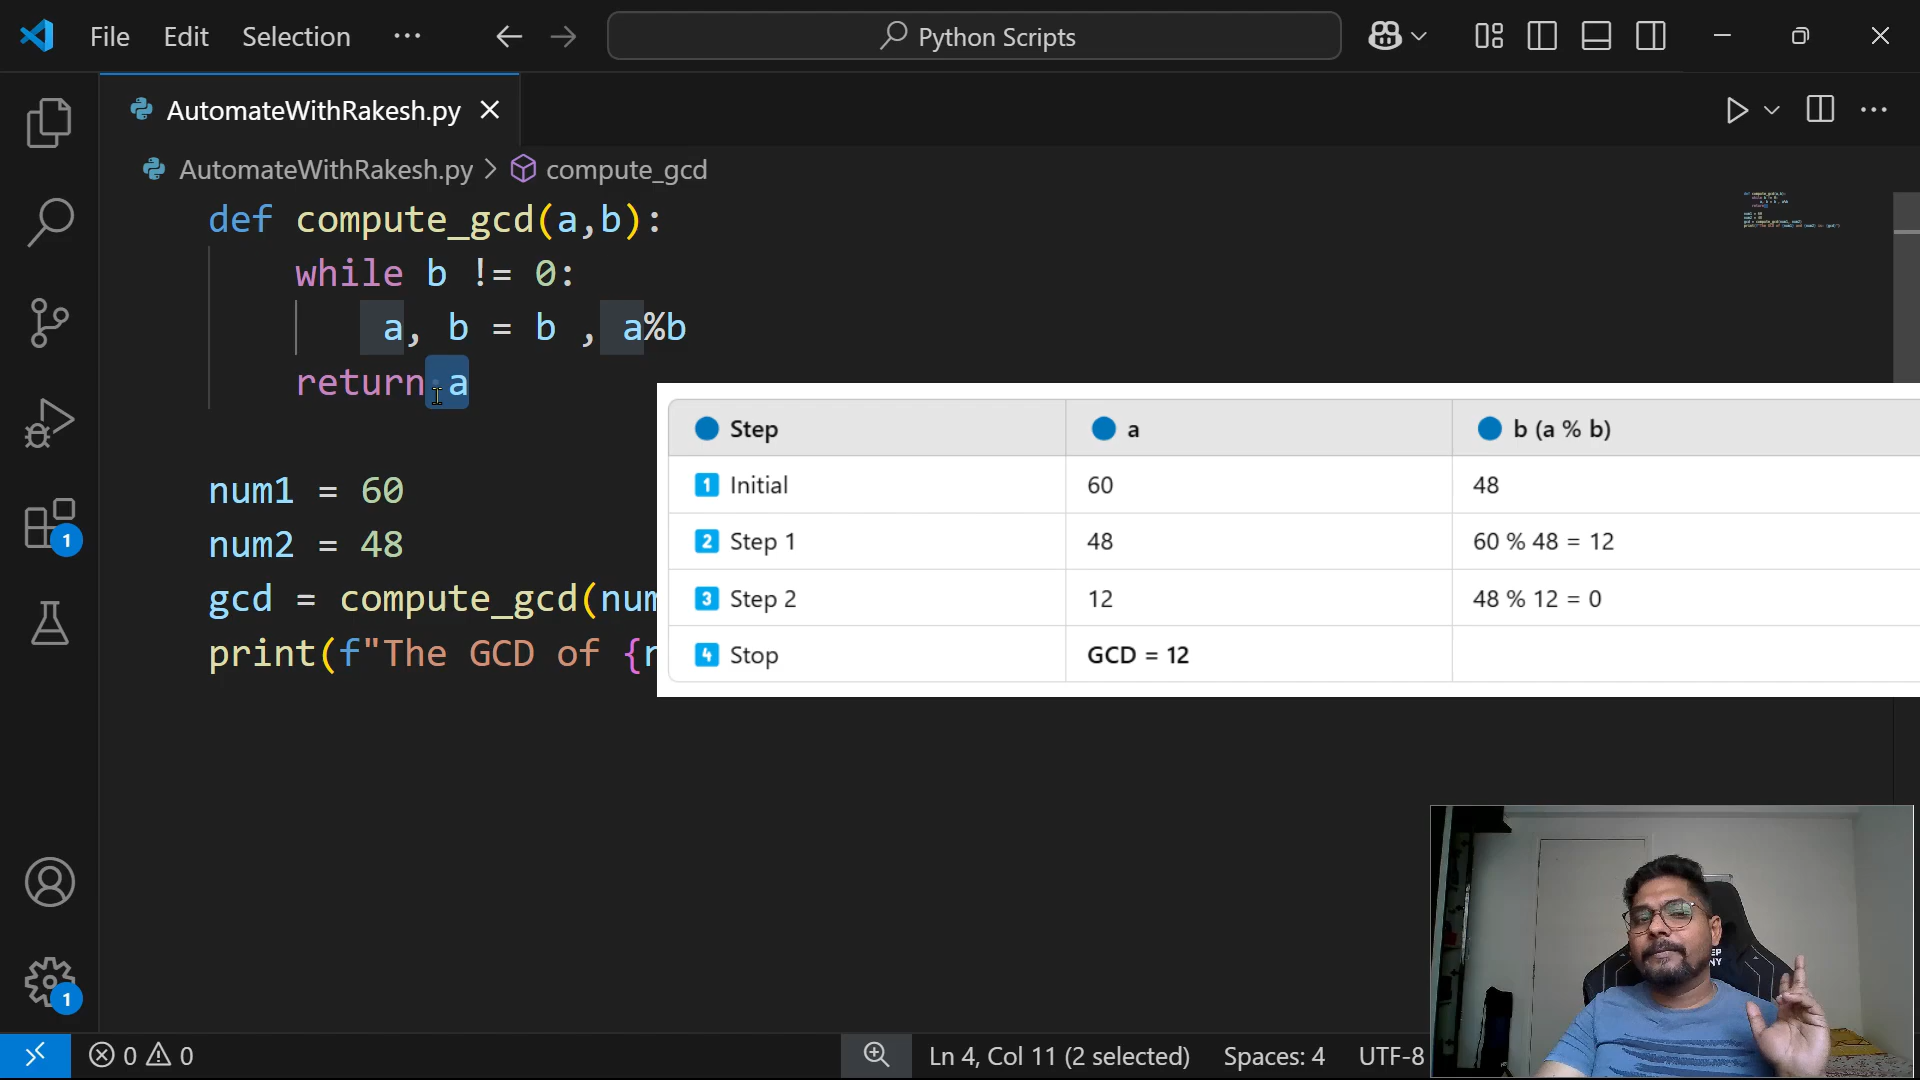 File Edit Selection ··· Python Scripts
AutomateWithRakesh.py
AutomateWithRakesh.py > compute_gcd
def compute_gcd(a,b):
while b != 0:
a, b = b , a%b
return a
num1 = 60
num2 = 48
gcd = compute_gcd(num
print(f"The GCD of {n
Step a b (a % b)
1 Initial 60 48
2 Step 1 48 60 % 48 = 12
3 Step 2 12 48 % 12 = 0
4 Stop GCD = 12
1
1
0 0 Ln 4, Col 11 (2 selected) Spaces: 4 UTF-8